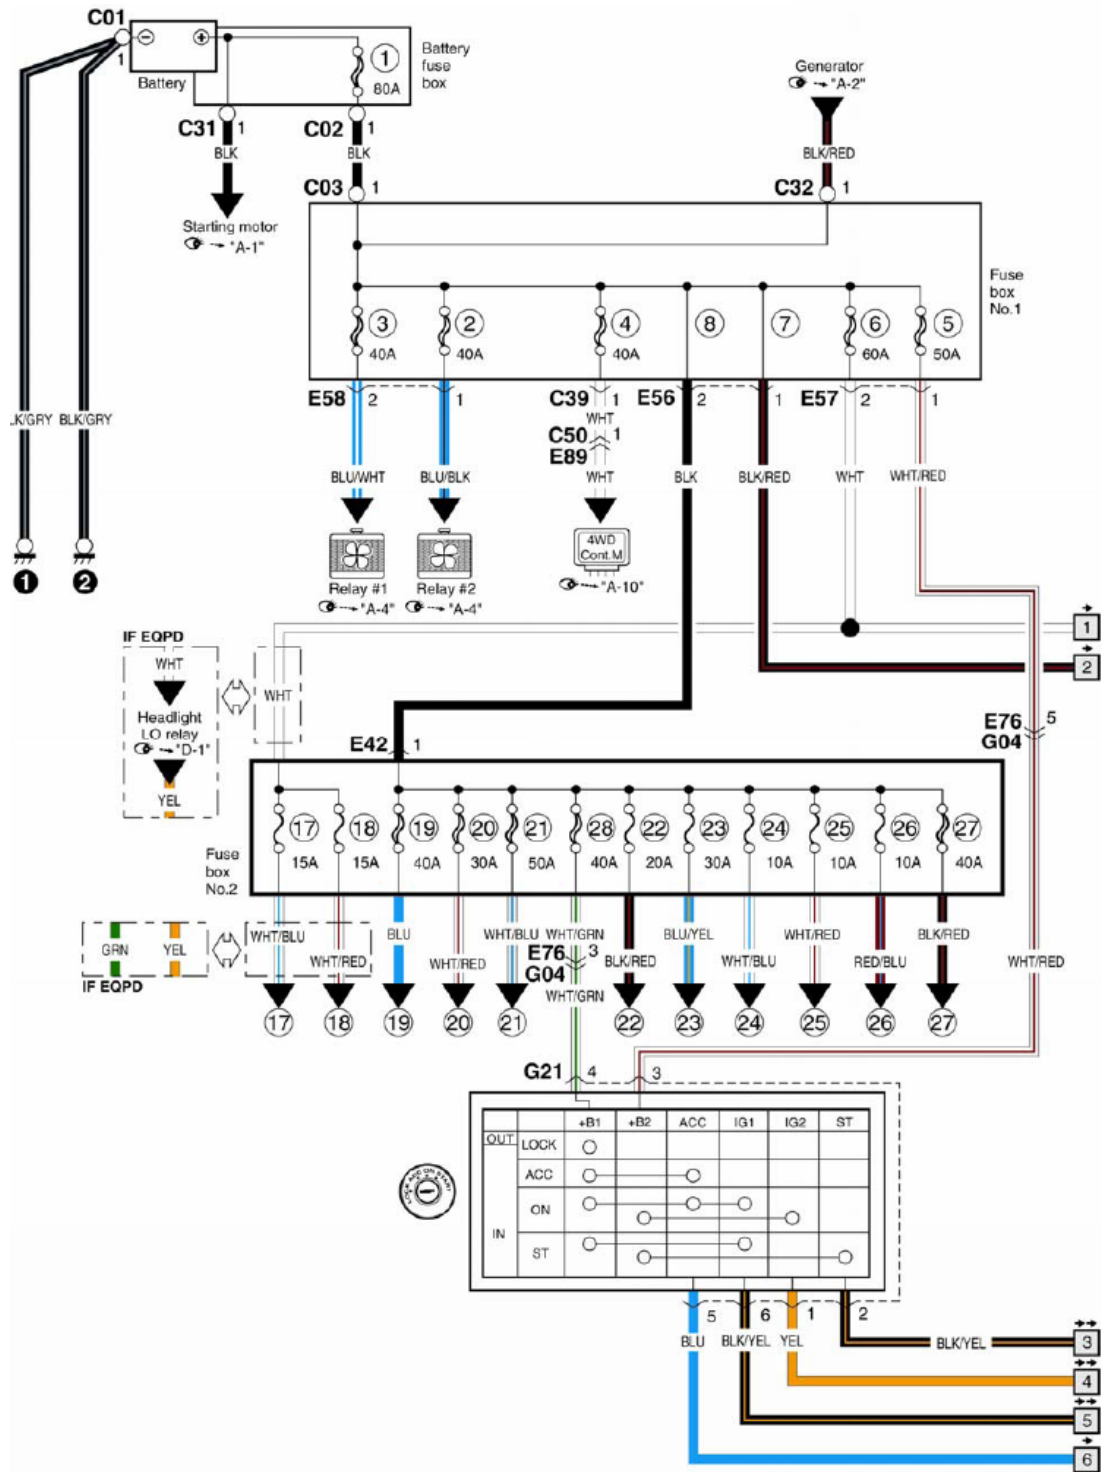 C01
1
− +
Battery
1
80A
Battery
fuse
box
C31 1
C02 1
BLK
BLK
Starting motor
→ "A-1"
C03 1
Generator
→ "A-2"
BLK/RED
C32 1
Fuse
box
No.1
3 2 4 8 7 6 5
40A 40A 40A 60A 50A
E58 2 1
C39 1
E56 2 1
E57 2 1
WHT
C50 1
E89
.K/GRY BLK/GRY
BLU/WHT BLU/BLK WHT BLK BLK/RED WHT WHT/RED
4WD
Cont.M
→ "A-10"
Relay #1
→ "A-4"
Relay #2
→ "A-4"
1 2
IF EQPD
WHT
Headlight
LO relay
→ "D-1"
YEL
WHT
1
2
E76 5
G04
E42 1
17 18 19 20 21 28 22 23 24 25 26 27
15A 15A 40A 30A 50A 40A 20A 30A 10A 10A 10A 40A
Fuse
box
No.2
GRN YEL
IF EQPD
WHT/BLU WHT/RED BLU WHT/RED WHT/BLU WHT/GRN
E76 3
G04
WHT/GRN
BLK/RED BLU/YEL WHT/BLU WHT/RED RED/BLU BLK/RED WHT/RED
17 18 19 20 21 22 23 24 25 26 27
G21 4 3
+B1 +B2 ACC IG1 IG2 ST
OUT LOCK
ACC
IN ON
ST
LOCK ACC ON START
5 6 1 2
BLU BLK/YEL YEL BLK/YEL
3
4
5
6